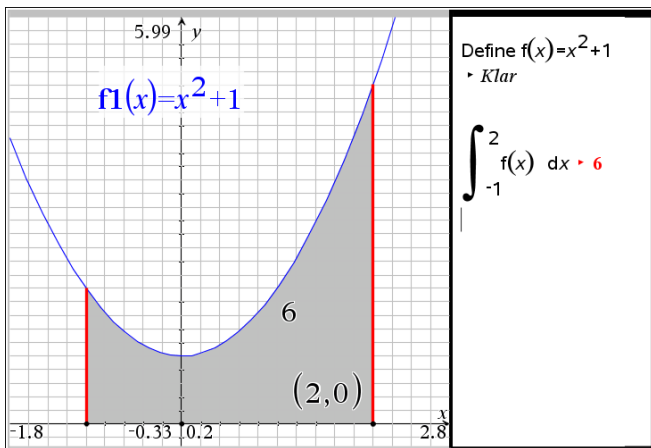 5.99 y
f1(x)=x²+1
6
(2,0)
x
-1.8 -0.33 0.2 2.8
Define f(x)=x²+1
▸ Klar
∫₋₁² f(x) dx ▸ 6